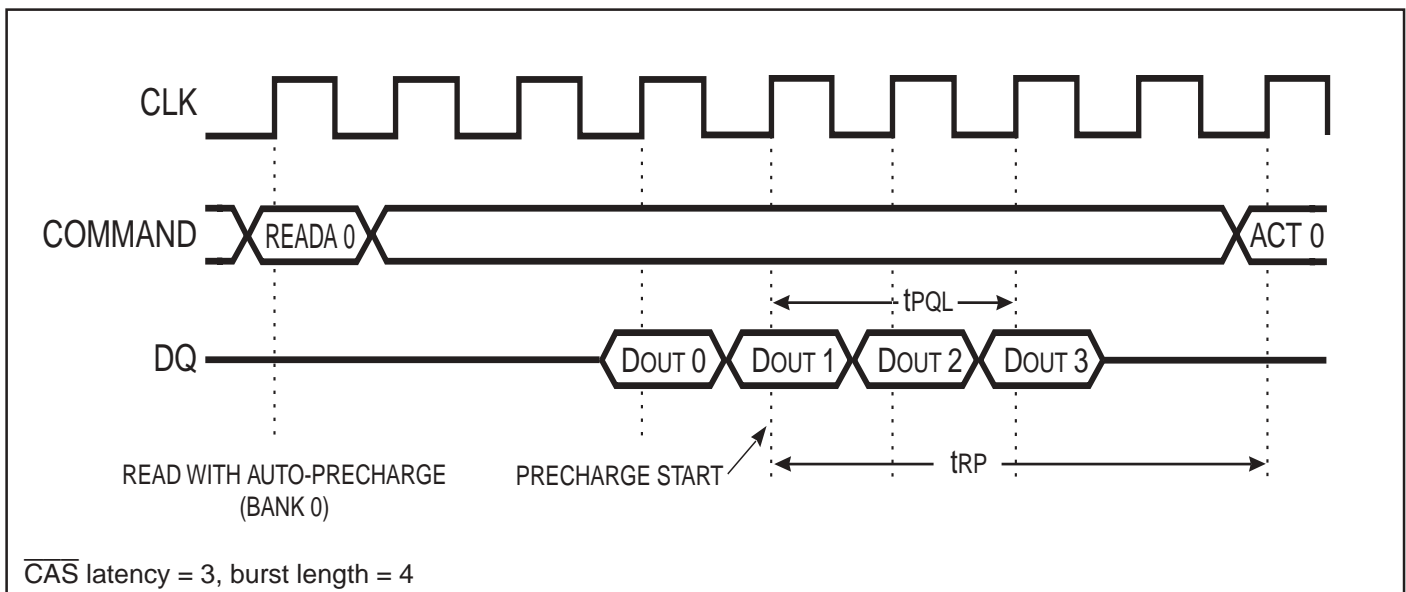 CLK
COMMAND
READA 0
ACT 0
tPQL
DQ
DOUT 0
DOUT 1
DOUT 2
DOUT 3
tRP
READ WITH AUTO-PRECHARGE
(BANK 0)
PRECHARGE START
C̅A̅S̅ latency = 3, burst length = 4